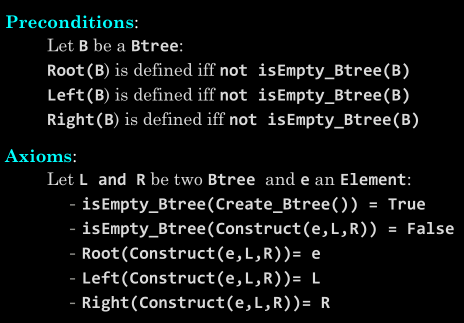 Preconditions:
Let B be a Btree:
Root(B) is defined iff not isEmpty_Btree(B)
Left(B) is defined iff not isEmpty_Btree(B)
Right(B) is defined iff not isEmpty_Btree(B)
Axioms:
Let L and R be two Btree and e an Element:
- isEmpty_Btree(Create_Btree()) = True
- isEmpty_Btree(Construct(e,L,R)) = False
- Root(Construct(e,L,R))= e
- Left(Construct(e,L,R))= L
- Right(Construct(e,L,R))= R